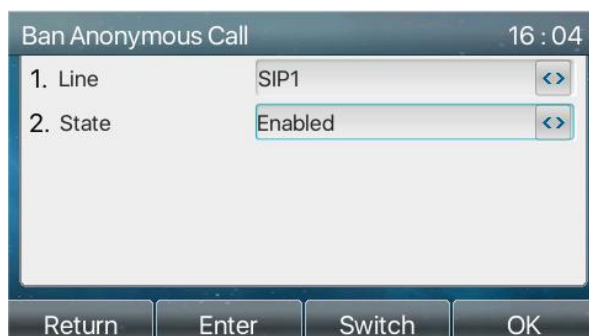 Ban Anonymous Call 16:04
1. Line SIP1
2. State Enabled
Return Enter Switch OK